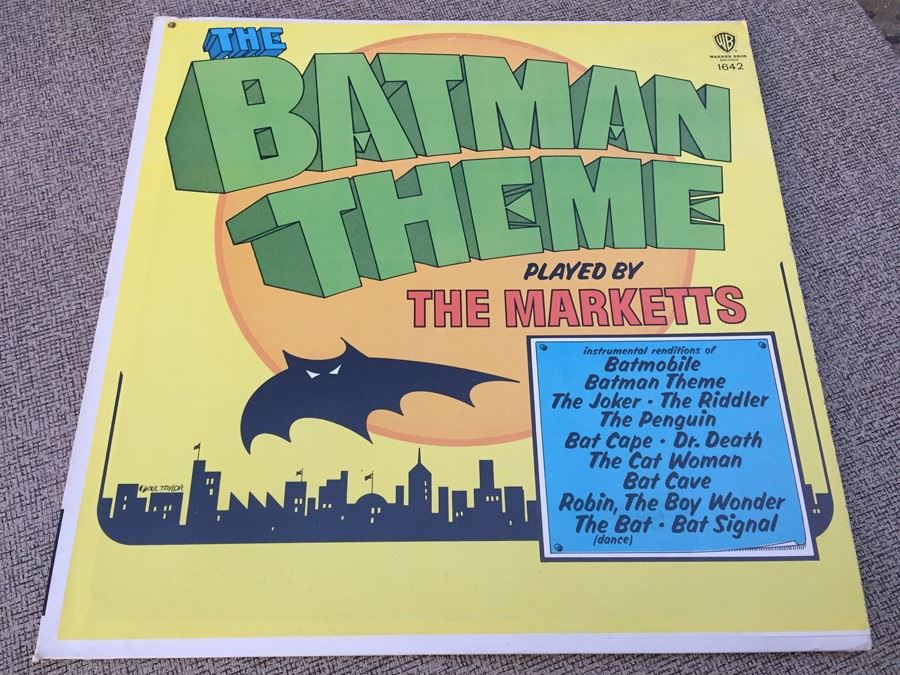 THE
BATMAN
THEME
WB
WARNER BROS
RECORDS
1642
PLAYED BY
THE MARKETTS
instrumental renditions of
Batmobile
Batman Theme
The Joker · The Riddler
The Penguin
Bat Cape · Dr. Death
The Cat Woman
Bat Cave
Robin, The Boy Wonder
The Bat · Bat Signal
(dance)